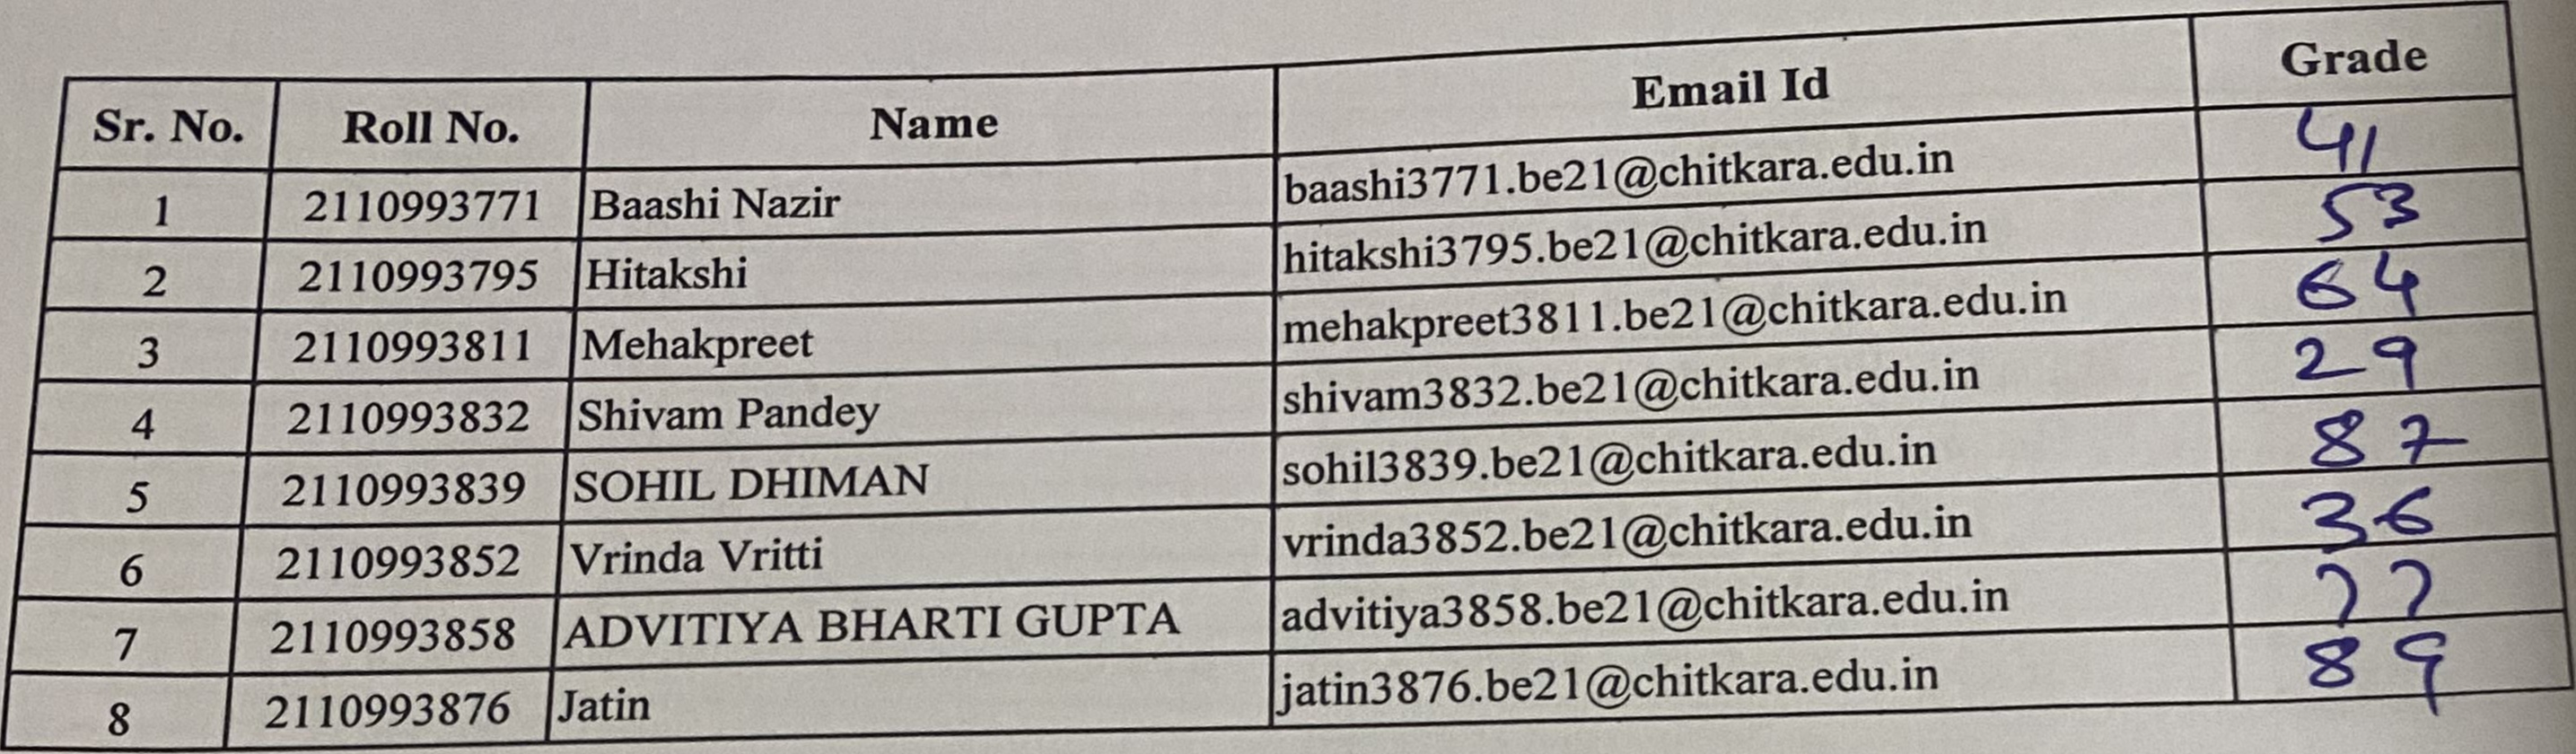 Sr. No. Roll No. Name Email Id Grade
1 2110993771 Baashi Nazir baashi3771.be21@chitkara.edu.in 41
2 2110993795 Hitakshi hitakshi3795.be21@chitkara.edu.in 53
3 2110993811 Mehakpreet mehakpreet3811.be21@chitkara.edu.in 64
4 2110993832 Shivam Pandey shivam3832.be21@chitkara.edu.in 29
5 2110993839 SOHIL DHIMAN sohil3839.be21@chitkara.edu.in 87
6 2110993852 Vrinda Vritti vrinda3852.be21@chitkara.edu.in 36
7 2110993858 ADVITIYA BHARTI GUPTA advitiya3858.be21@chitkara.edu.in 77
8 2110993876 Jatin jatin3876.be21@chitkara.edu.in 89